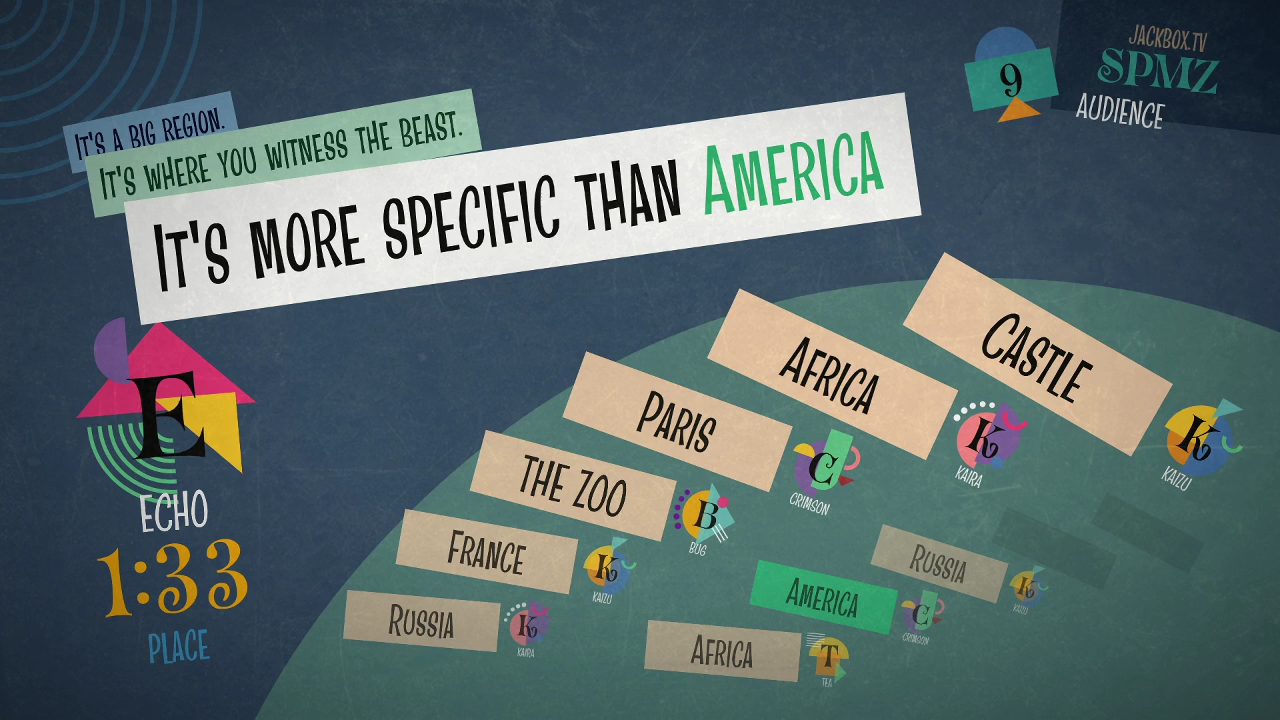 JACKBOX.TV
SPMZ
9
AUDIENCE
IT'S A BIG REGION.
IT'S WHERE YOU WITNESS THE BEAST.
IT'S MORE SPECIFIC THAN AMERICA
E
ECHO
1:33
PLACE
CASTLE
K
KAIZU
AFRICA
K
KAIRA
PARIS
C
CRIMSON
THE ZOO
B
BUG
FRANCE
K
KAIZU
RUSSIA
K
KAIRA
RUSSIA
K
KAIZU
AMERICA
C
CRIMSON
AFRICA
T
TEA